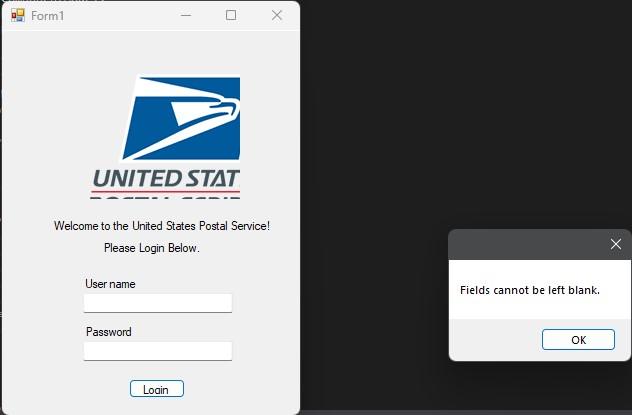 Form1
UNITED STAT
Welcome to the United States Postal Service!
Please Login Below.
User name
Password
Login
Fields cannot be left blank.
OK